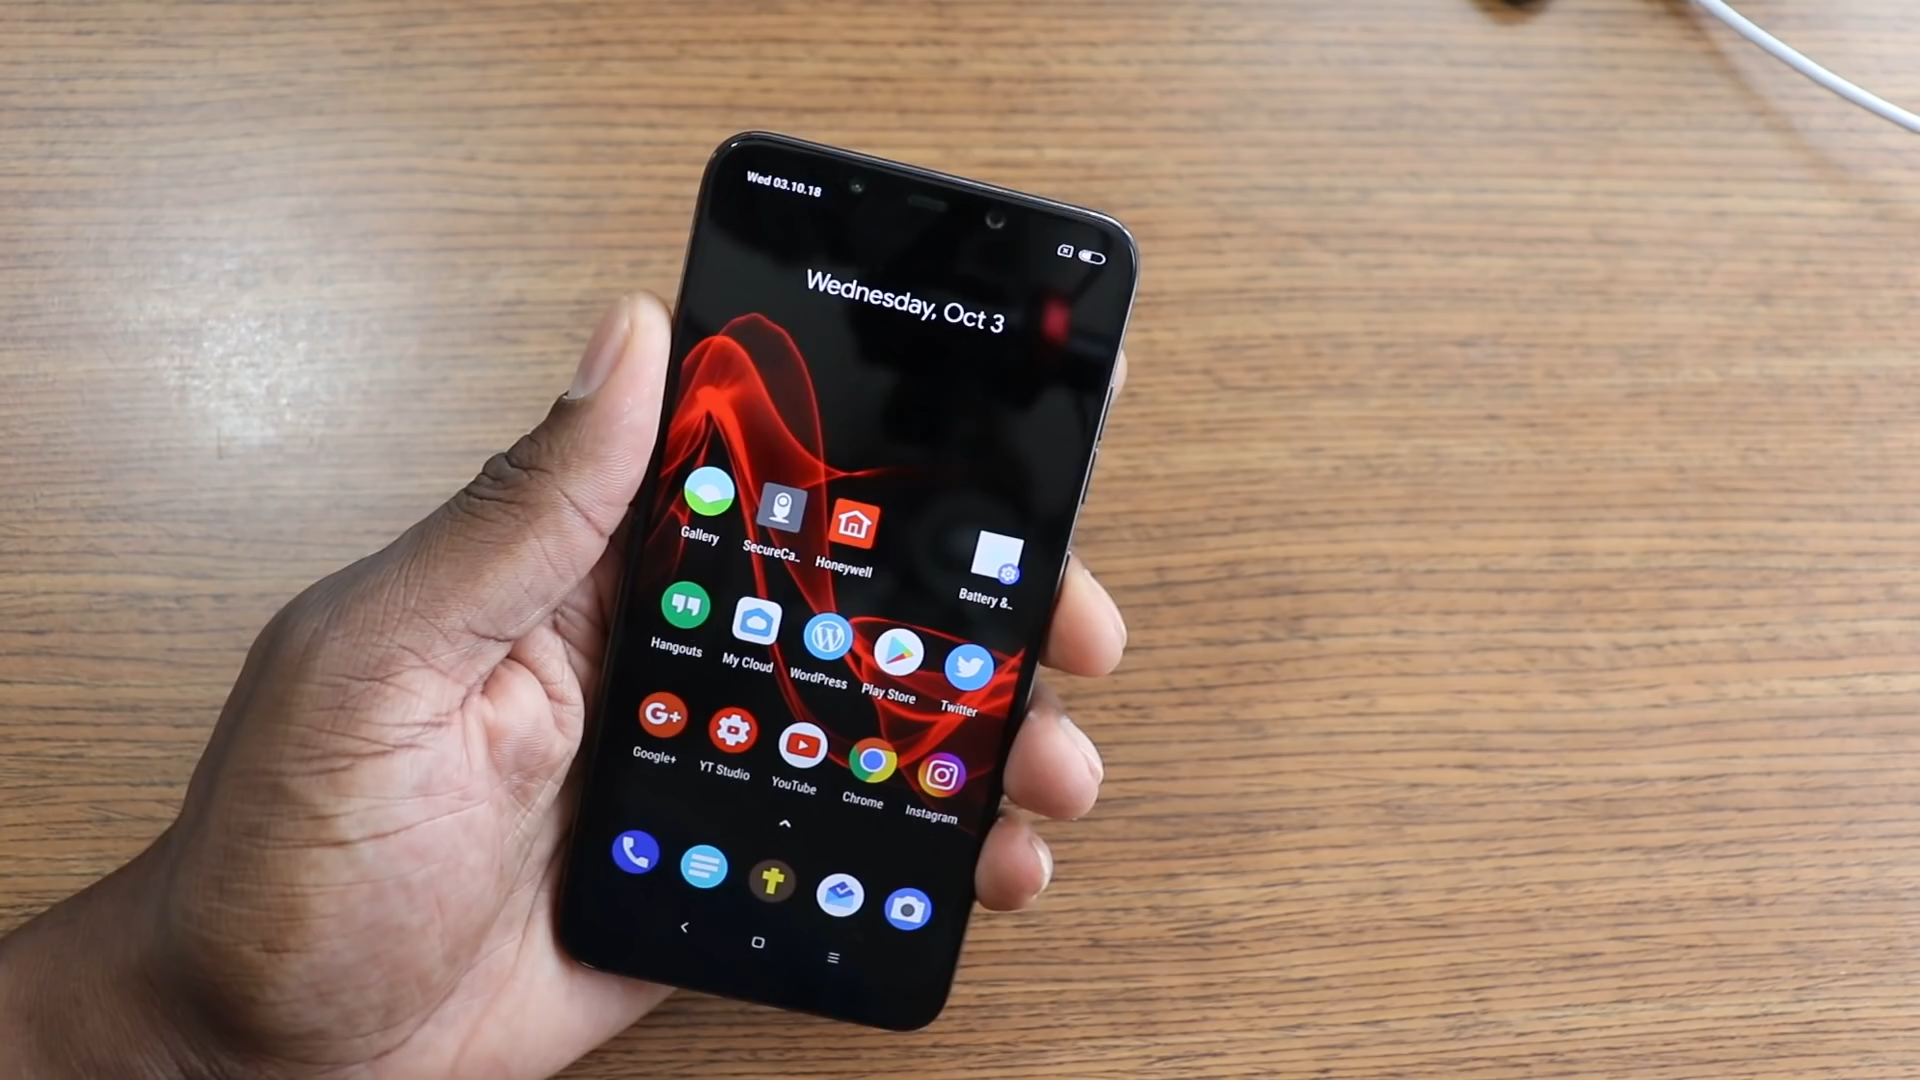 Wed 03.10.18
Wednesday, Oct 3
Gallery
SecureCa..
Honeywell
Battery &..
Hangouts
My Cloud
WordPress
Play Store
Twitter
G+
Google+
YT Studio
YouTube
Chrome
Instagram